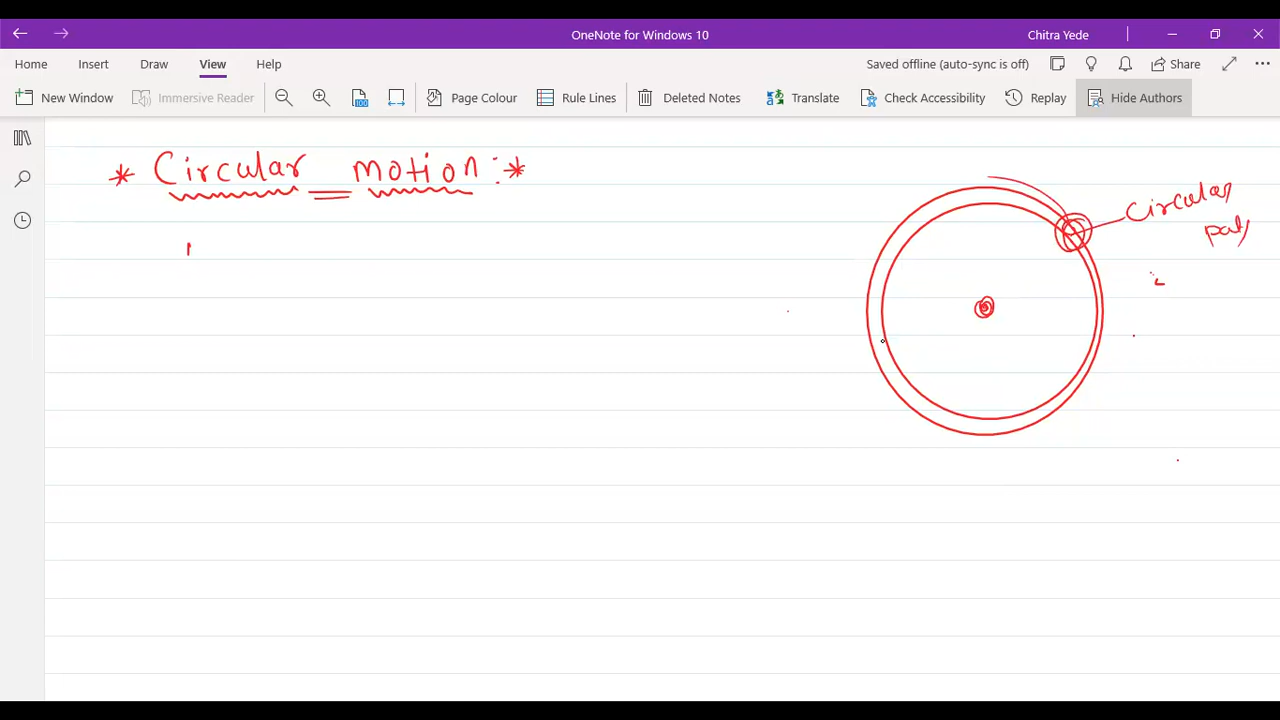 OneNote for Windows 10
Chitra Yede
Home Insert Draw View Help
Saved offline (auto-sync is off)
Share
New Window
Immersive Reader
100
Page Colour
Rule Lines
Deleted Notes
Translate
Check Accessibility
Replay
Hide Authors
* Circular motion :*
Circular